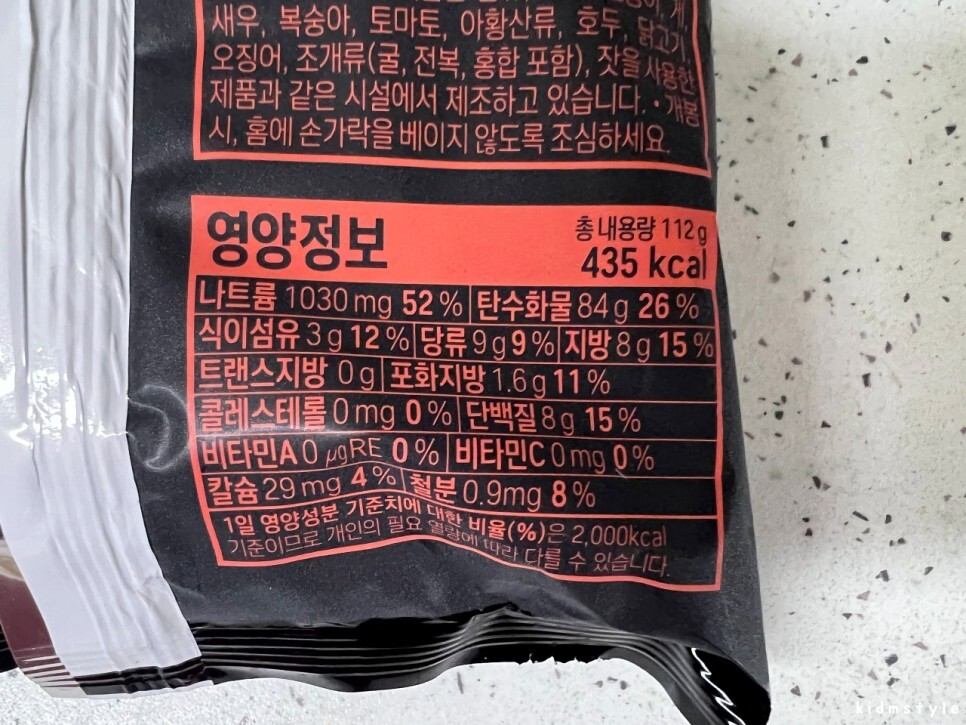 새우, 복숭아, 토마토, 아황산류, 호두, 닭고기,
오징어, 조개류(굴, 전복, 홍합 포함), 잣을 사용한
제품과 같은 시설에서 제조하고 있습니다. • 개봉
시, 홈에 손가락을 베이지 않도록 조심하세요.
영양정보
총 내용량 112 g
435 kcal
나트륨 1030 mg 52 % 탄수화물 84 g 26 %
식이섬유 3 g 12 % 당류 9 g 9 % 지방 8 g 15 %
트랜스지방 0 g 포화지방 1.6 g 11 %
콜레스테롤 0 mg 0 % 단백질 8 g 15 %
비타민A 0 μgRE 0 % 비타민C 0 mg 0 %
칼슘 29 mg 4 % 철분 0.9mg 8 %
1일 영양성분 기준치에 대한 비율(%)은 2,000kcal
기준이므로 개인의 필요 열량에 따라 다를 수 있습니다.
kidmstyle